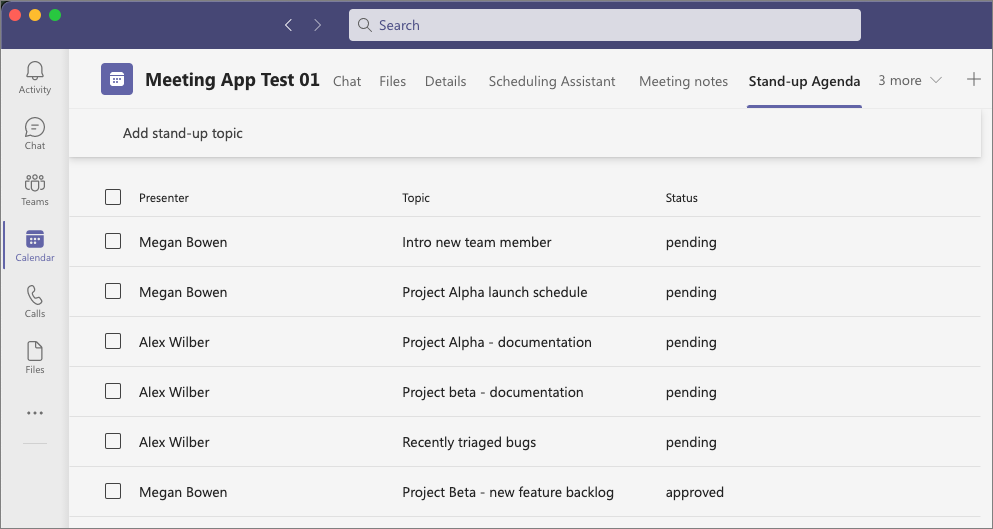 Search
Activity
Chat
Teams
Calendar
Calls
Files
Meeting App Test 01 Chat Files Details Scheduling Assistant Meeting notes Stand-up Agenda 3 more
Add stand-up topic
Presenter Topic Status
Megan Bowen Intro new team member pending
Megan Bowen Project Alpha launch schedule pending
Alex Wilber Project Alpha - documentation pending
Alex Wilber Project beta - documentation pending
Alex Wilber Recently triaged bugs pending
Megan Bowen Project Beta - new feature backlog approved